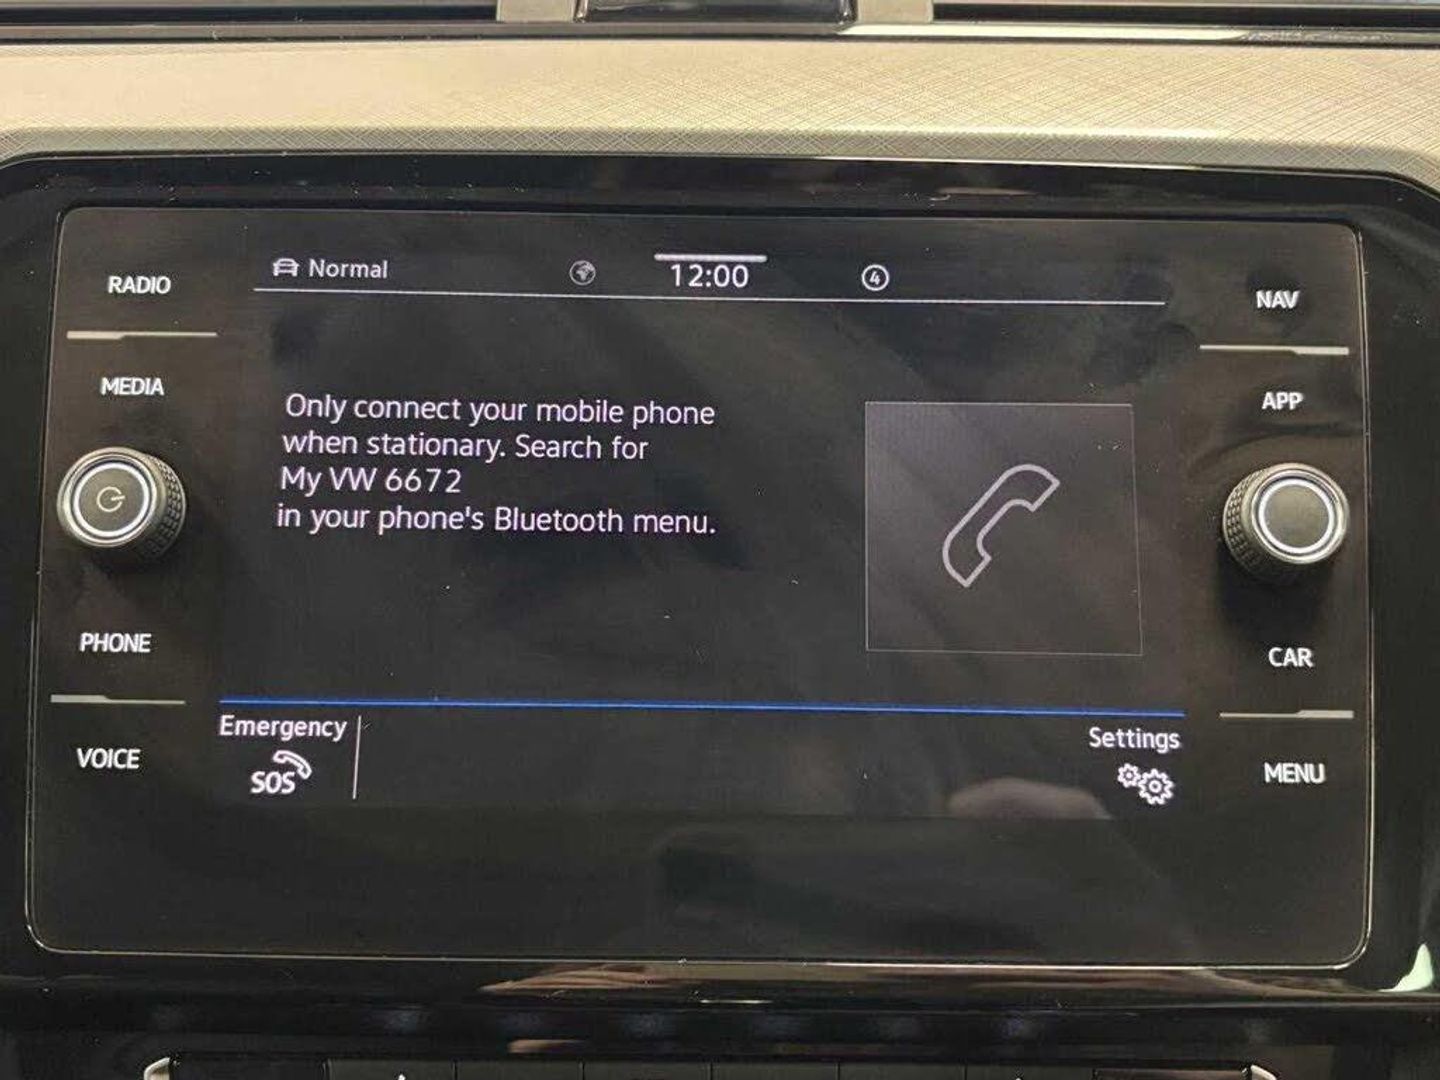 RADIO
MEDIA
PHONE
VOICE
Normal
12:00
4
Only connect your mobile phone
when stationary. Search for
My VW 6672
in your phone's Bluetooth menu.
Emergency
SOS
Settings
NAV
APP
CAR
MENU